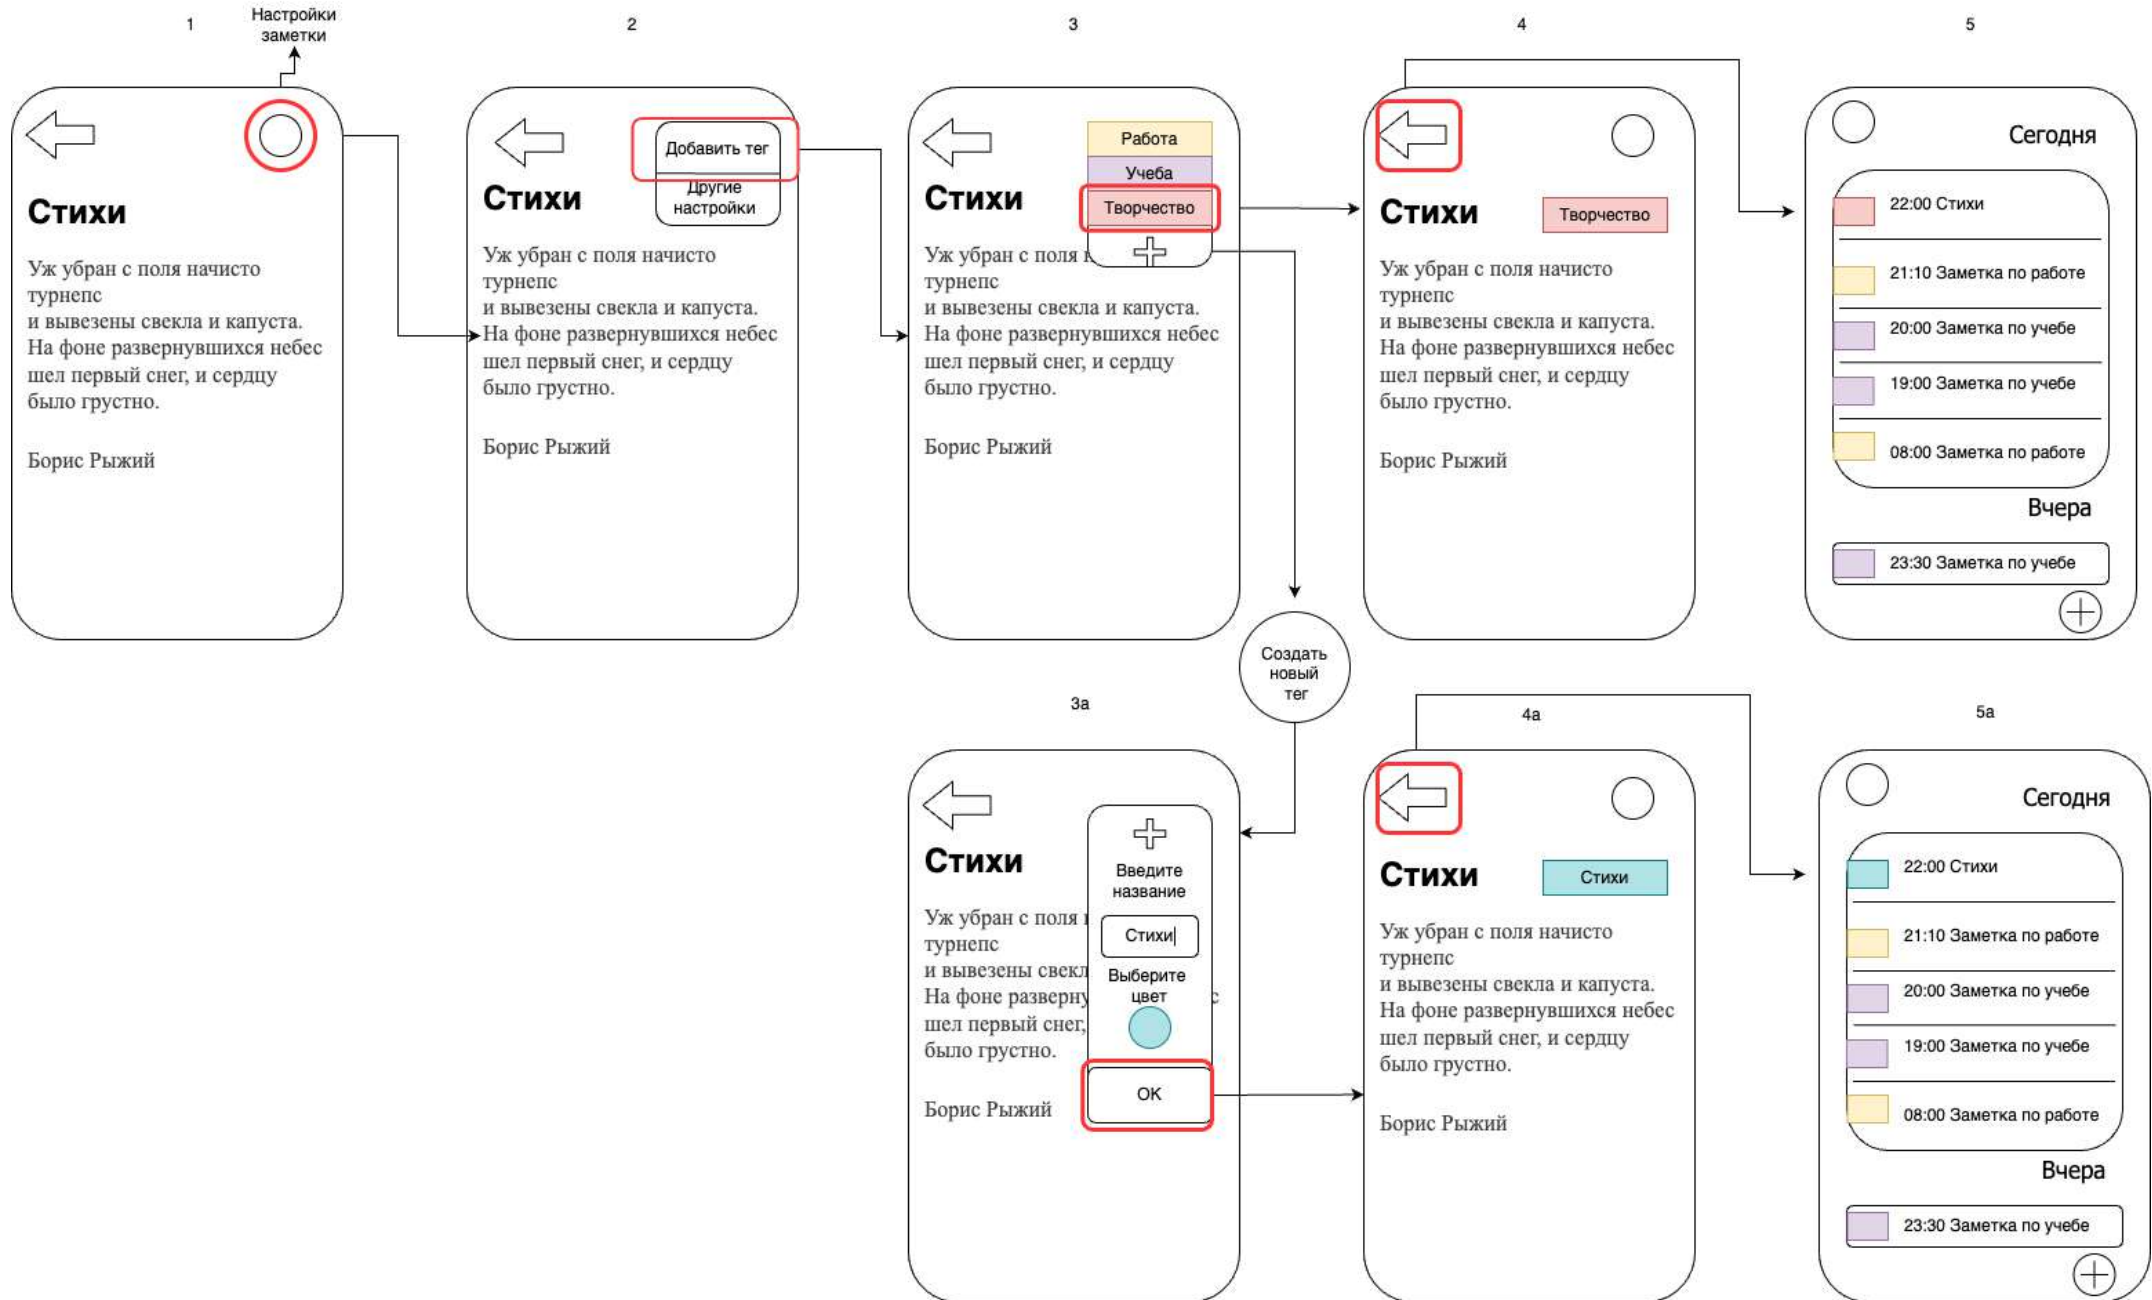 1
Настройки
заметки
Стихи
Уж убран с поля начисто
турнепс
и вывезены свекла и капуста.
На фоне развернувшихся небес
шел первый снег, и сердцу
было грустно.
Борис Рыжий
2
Добавить тег
Другие
настройки
Стихи
Уж убран с поля начисто
турнепс
и вывезены свекла и капуста.
На фоне развернувшихся небес
шел первый снег, и сердцу
было грустно.
Борис Рыжий
3
Работа
Учеба
Творчество
Стихи
Уж убран с поля
турнепс
и вывезены свекла и капуста.
На фоне развернувшихся небес
шел первый снег, и сердцу
было грустно.
Борис Рыжий
4
Стихи
Творчество
Уж убран с поля начисто
турнепс
и вывезены свекла и капуста.
На фоне развернувшихся небес
шел первый снег, и сердцу
было грустно.
Борис Рыжий
5
Сегодня
22:00 Стихи
21:10 Заметка по работе
20:00 Заметка по учебе
19:00 Заметка по учебе
08:00 Заметка по работе
Вчера
23:30 Заметка по учебе
Создать
новый
тег
3а
Стихи
Введите
название
Стихи
Выберите
цвет
OK
Уж убран с поля
турнепс
и вывезены свекл
На фоне разверну с
шел первый снег,
было грустно.
Борис Рыжий
4а
Стихи
Стихи
Уж убран с поля начисто
турнепс
и вывезены свекла и капуста.
На фоне развернувшихся небес
шел первый снег, и сердцу
было грустно.
Борис Рыжий
5а
Сегодня
22:00 Стихи
21:10 Заметка по работе
20:00 Заметка по учебе
19:00 Заметка по учебе
08:00 Заметка по работе
Вчера
23:30 Заметка по учебе